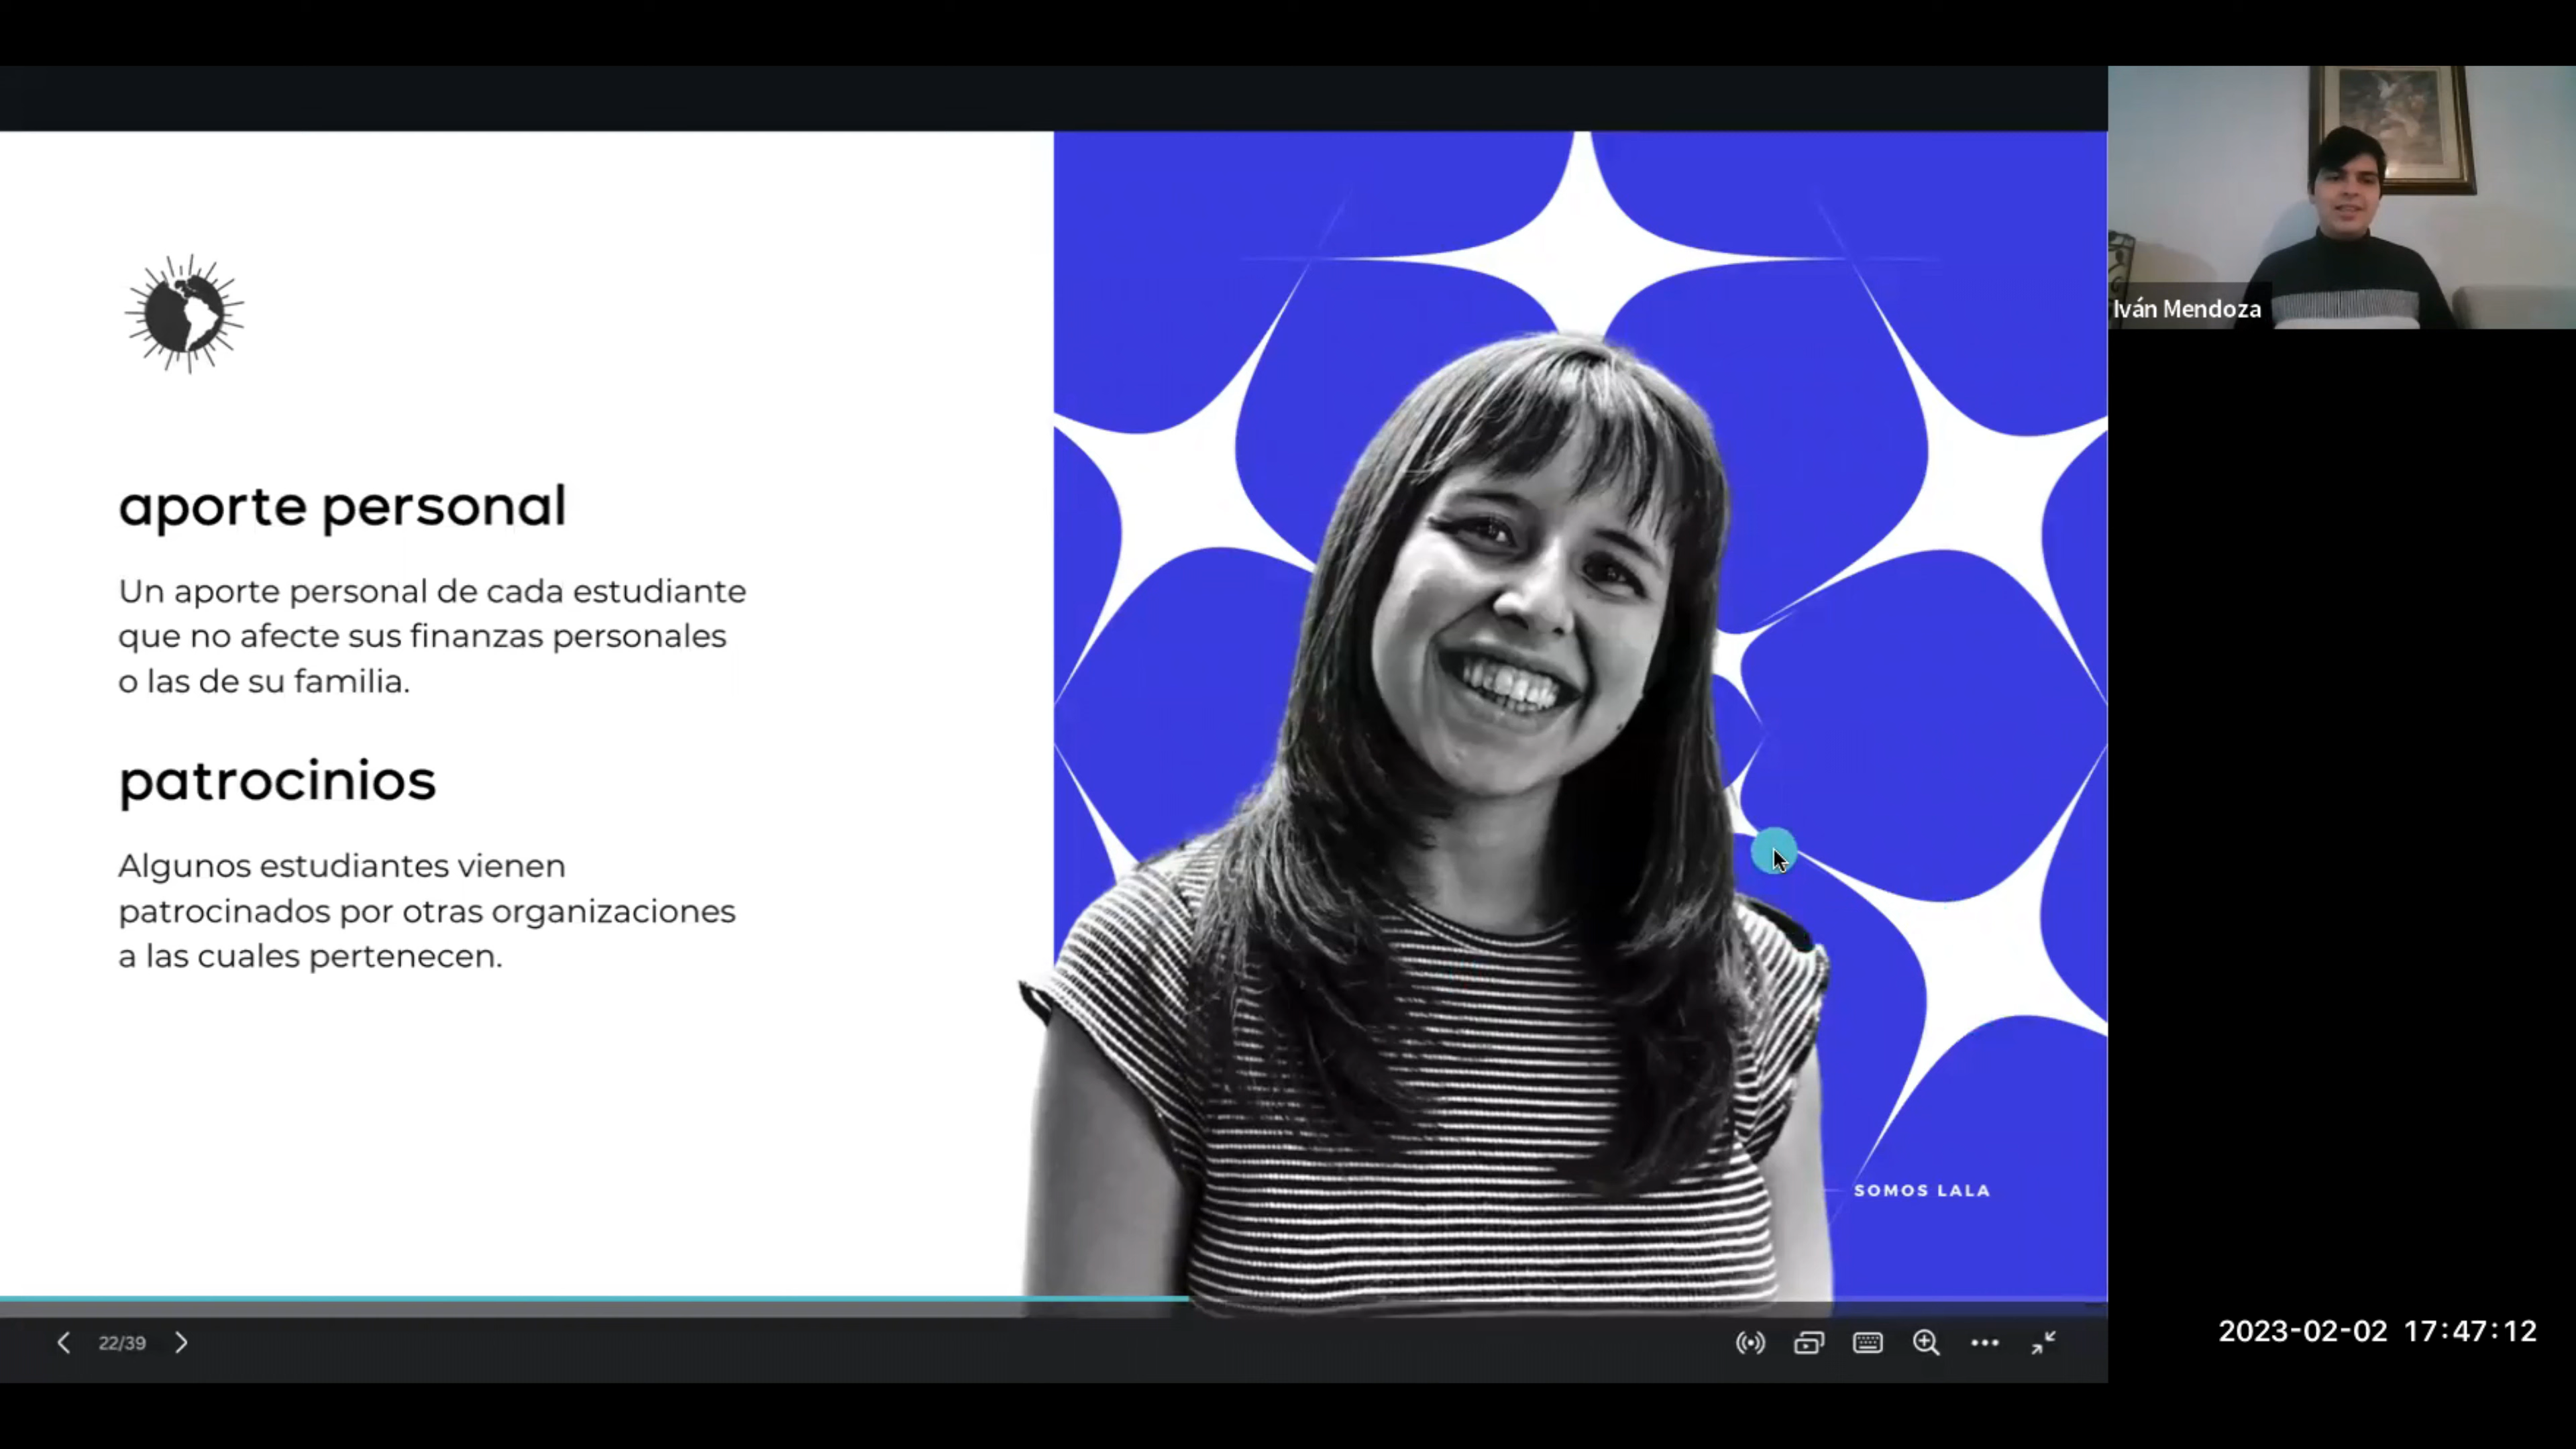 aporte personal
Un aporte personal de cada estudiante
que no afecte sus finanzas personales
o las de su familia.
patrocinios
Algunos estudiantes vienen
patrocinados por otras organizaciones
a las cuales pertenecen.
SOMOS LALA
22/39
Iván Mendoza
2023-02-02 17:47:12